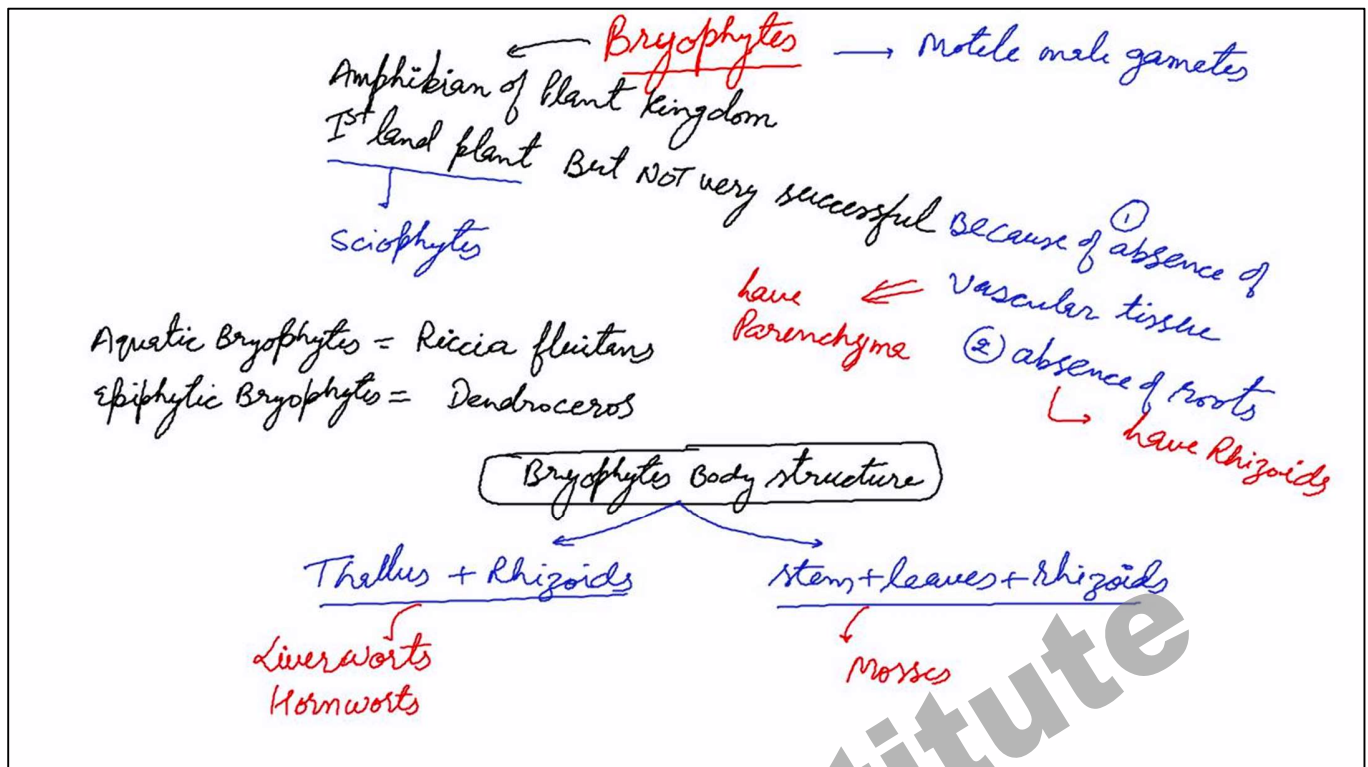 Bryophytes → Motile male gametes
Amphibian of Plant kingdom
Ist land plant But NOT very successful Because of ① absence of
vascular tissue
have
Parenchyma
② absence of roots
have Rhizoids
Sciophytes
Aquatic Bryophytes = Riccia fluitans
Epiphytic Bryophytes = Dendroceros
Bryophytes Body structure
Thallus + Rhizoids
stem + leaves + rhizoids
Liverworts
Hornworts
Mosses
titute